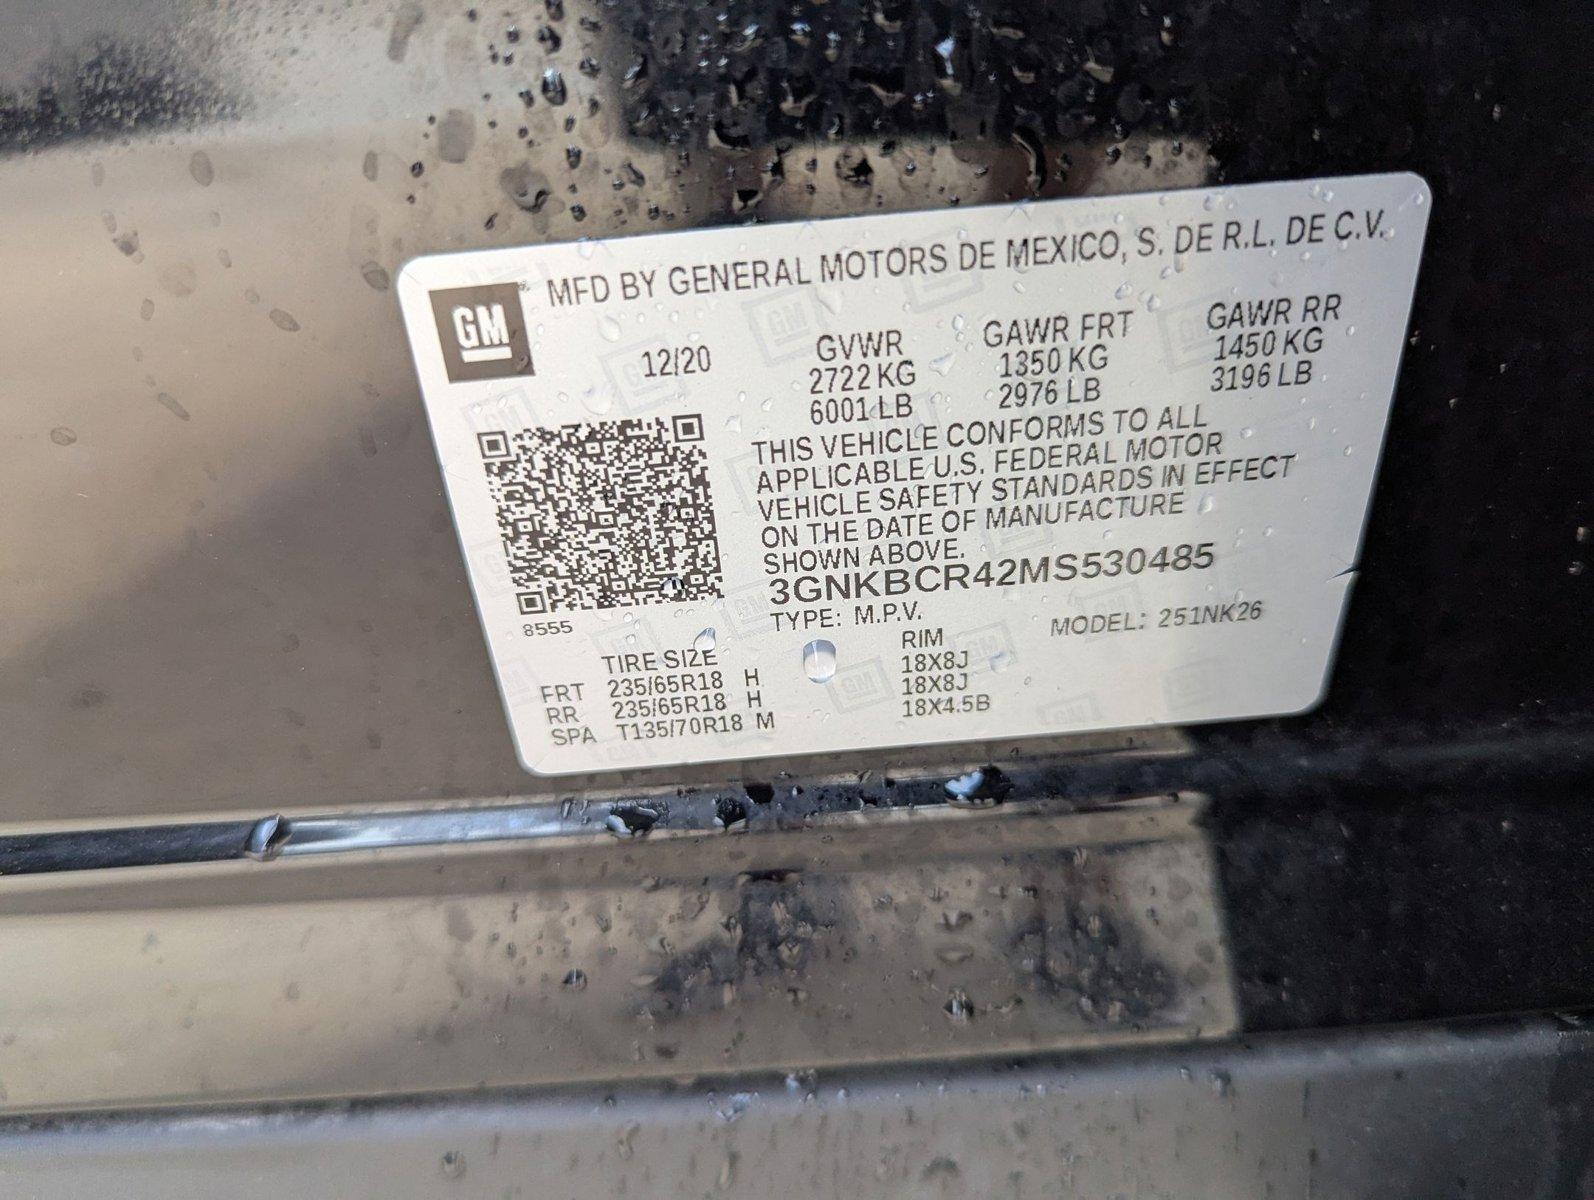 MFD BY GENERAL MOTORS DE MEXICO, S. DE R.L. DE C.V.
GM
12/20
GVWR
2722 KG
6001 LB
GAWR FRT
1350 KG
2976 LB
GAWR RR
1450 KG
3196 LB
THIS VEHICLE CONFORMS TO ALL
APPLICABLE U.S. FEDERAL MOTOR
VEHICLE SAFETY STANDARDS IN EFFECT
ON THE DATE OF MANUFACTURE
SHOWN ABOVE.
3GNKBCR42MS530485
8555
TYPE: M.P.V.
MODEL: 251NK26
TIRE SIZE RIM
FRT 235/65R18 H 18X8J
RR 235/65R18 H 18X8J
SPA T135/70R18 M 18X4.5B